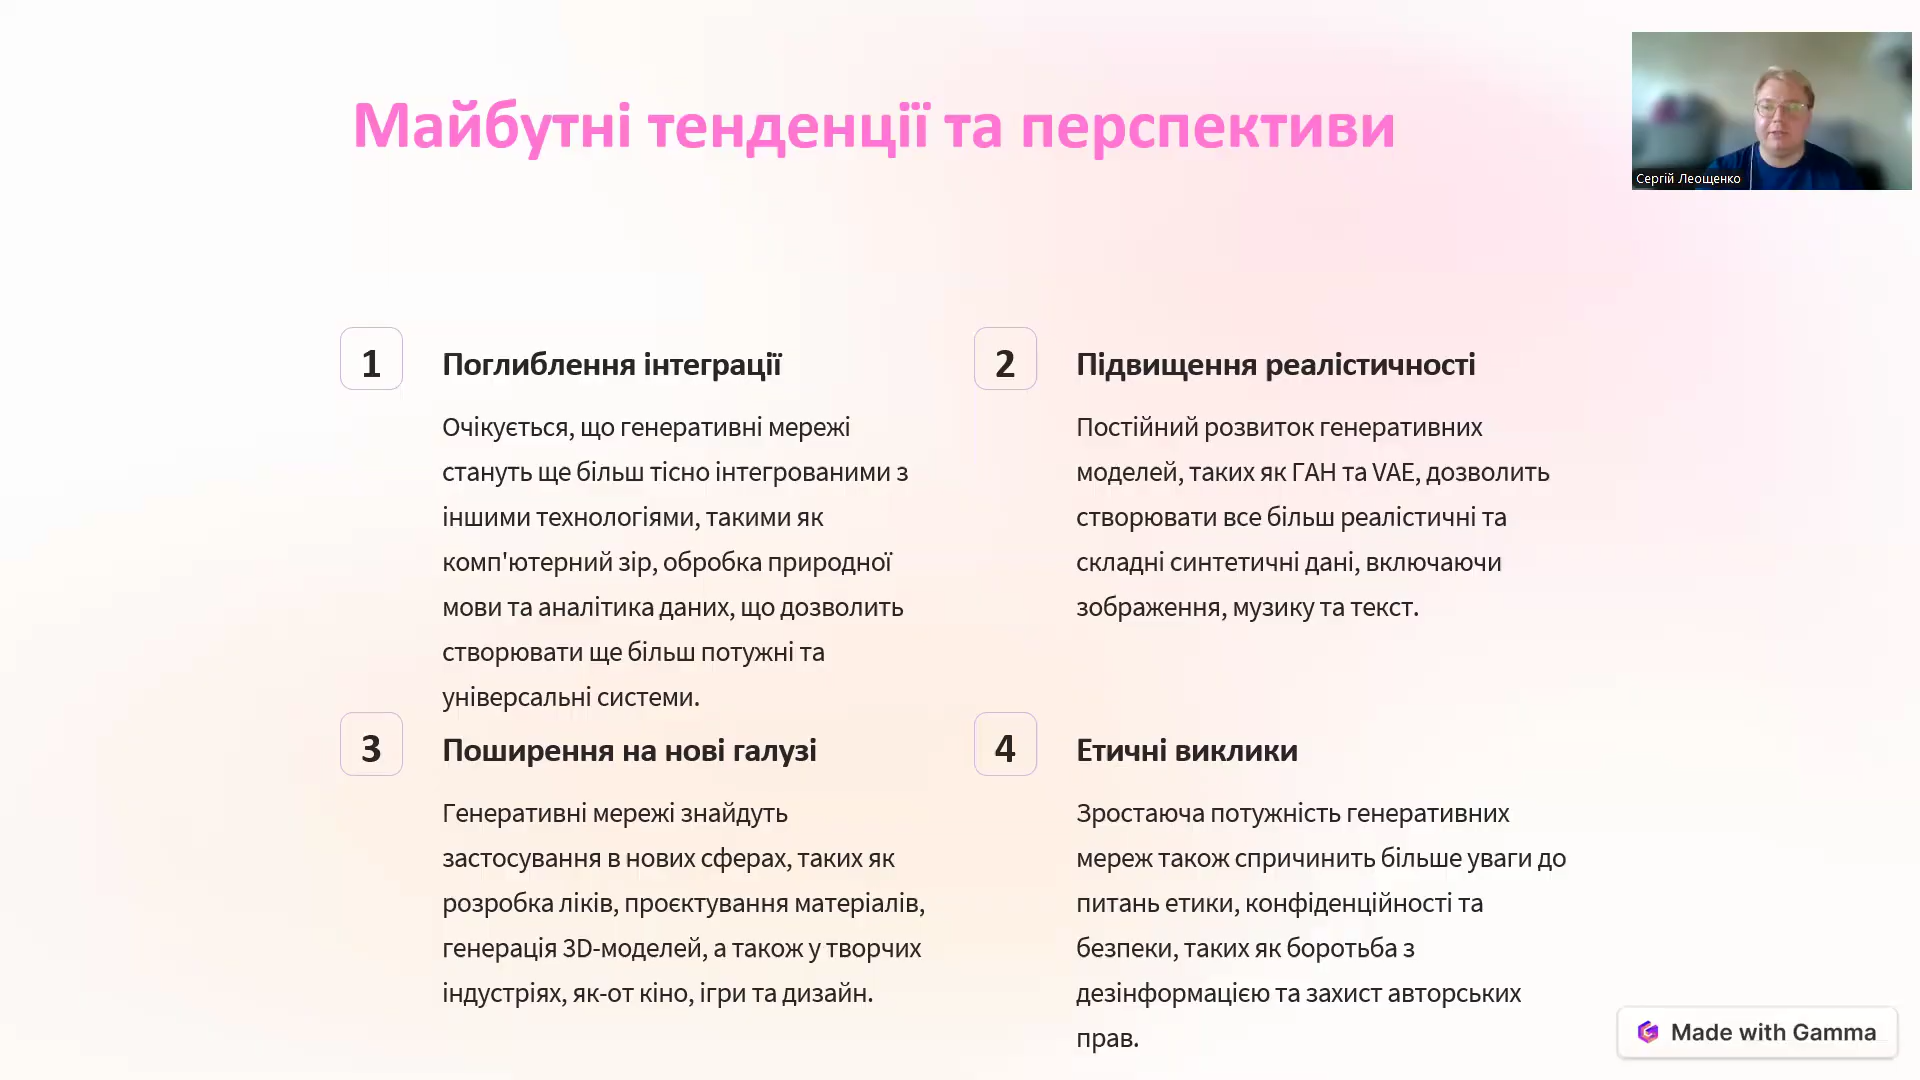 Майбутні тенденції та перспективи
Сергій Леощенко
1
Поглиблення інтеграції
Очікується, що генеративні мережі
стануть ще більш тісно інтегрованими з
іншими технологіями, такими як
комп'ютерний зір, обробка природної
мови та аналітика даних, що дозволить
створювати ще більш потужні та
універсальні системи.
2
Підвищення реалістичності
Постійний розвиток генеративних
моделей, таких як ГАН та VAE, дозволить
створювати все більш реалістичні та
складні синтетичні дані, включаючи
зображення, музику та текст.
3
Поширення на нові галузі
Генеративні мережі знайдуть
застосування в нових сферах, таких як
розробка ліків, проєктування матеріалів,
генерація 3D-моделей, а також у творчих
індустріях, як-от кіно, ігри та дизайн.
4
Етичні виклики
Зростаюча потужність генеративних
мереж також спричинить більше уваги до
питань етики, конфіденційності та
безпеки, таких як боротьба з
дезінформацією та захист авторських
прав.
Made with Gamma